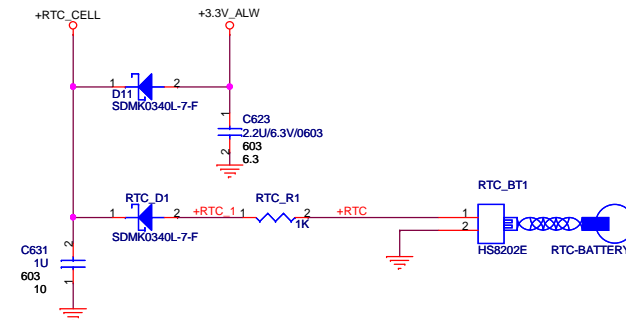 +RTC_CELL
+3.3V_ALW
1
2
D11
SDMK0340L-7-F
1
2
C623
2.2U/6.3V/0603
603
6.3
RTC_D1
1
2
SDMK0340L-7-F
+RTC_1
RTC_R1
1
2
1K
+RTC
RTC_BT1
1
2
HS8202E
RTC-BATTERY
C631
1U
603
10
2
1